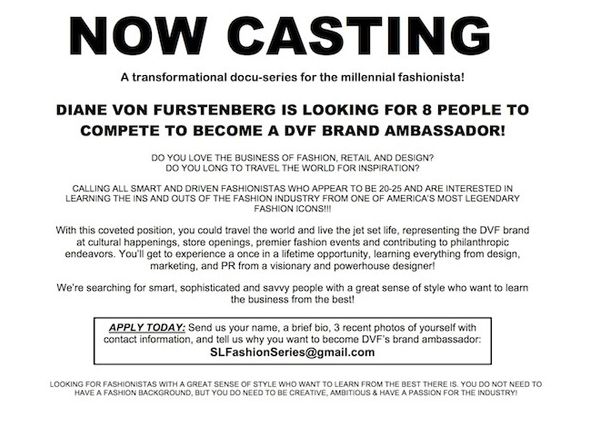 NOW CASTING
A transformational docu-series for the millennial fashionista!
DIANE VON FURSTENBERG IS LOOKING FOR 8 PEOPLE TO
COMPETE TO BECOME A DVF BRAND AMBASSADOR!
DO YOU LOVE THE BUSINESS OF FASHION, RETAIL AND DESIGN?
DO YOU LONG TO TRAVEL THE WORLD FOR INSPIRATION?
CALLING ALL SMART AND DRIVEN FASHIONISTAS WHO APPEAR TO BE 20-25 AND ARE INTERESTED IN
LEARNING THE INS AND OUTS OF THE FASHION INDUSTRY FROM ONE OF AMERICA'S MOST LEGENDARY
FASHION ICONS!!!
With this coveted position, you could travel the world and live the jet set life, representing the DVF brand
at cultural happenings, store openings, premier fashion events and contributing to philanthropic
endeavors. You'll get to experience a once in a lifetime opportunity, learning everything from design,
marketing, and PR from a visionary and powerhouse designer!
We're searching for smart, sophisticated and savvy people with a great sense of style who want to learn
the business from the best!
APPLY TODAY: Send us your name, a brief bio, 3 recent photos of yourself with
contact information, and tell us why you want to become DVF's brand ambassador:
SLFashionSeries@gmail.com
LOOKING FOR FASHIONISTAS WITH A GREAT SENSE OF STYLE WHO WANT TO LEARN FROM THE BEST THERE IS. YOU DO NOT NEED TO
HAVE A FASHION BACKGROUND, BUT YOU DO NEED TO BE CREATIVE, AMBITIOUS & HAVE A PASSION FOR THE INDUSTRY!